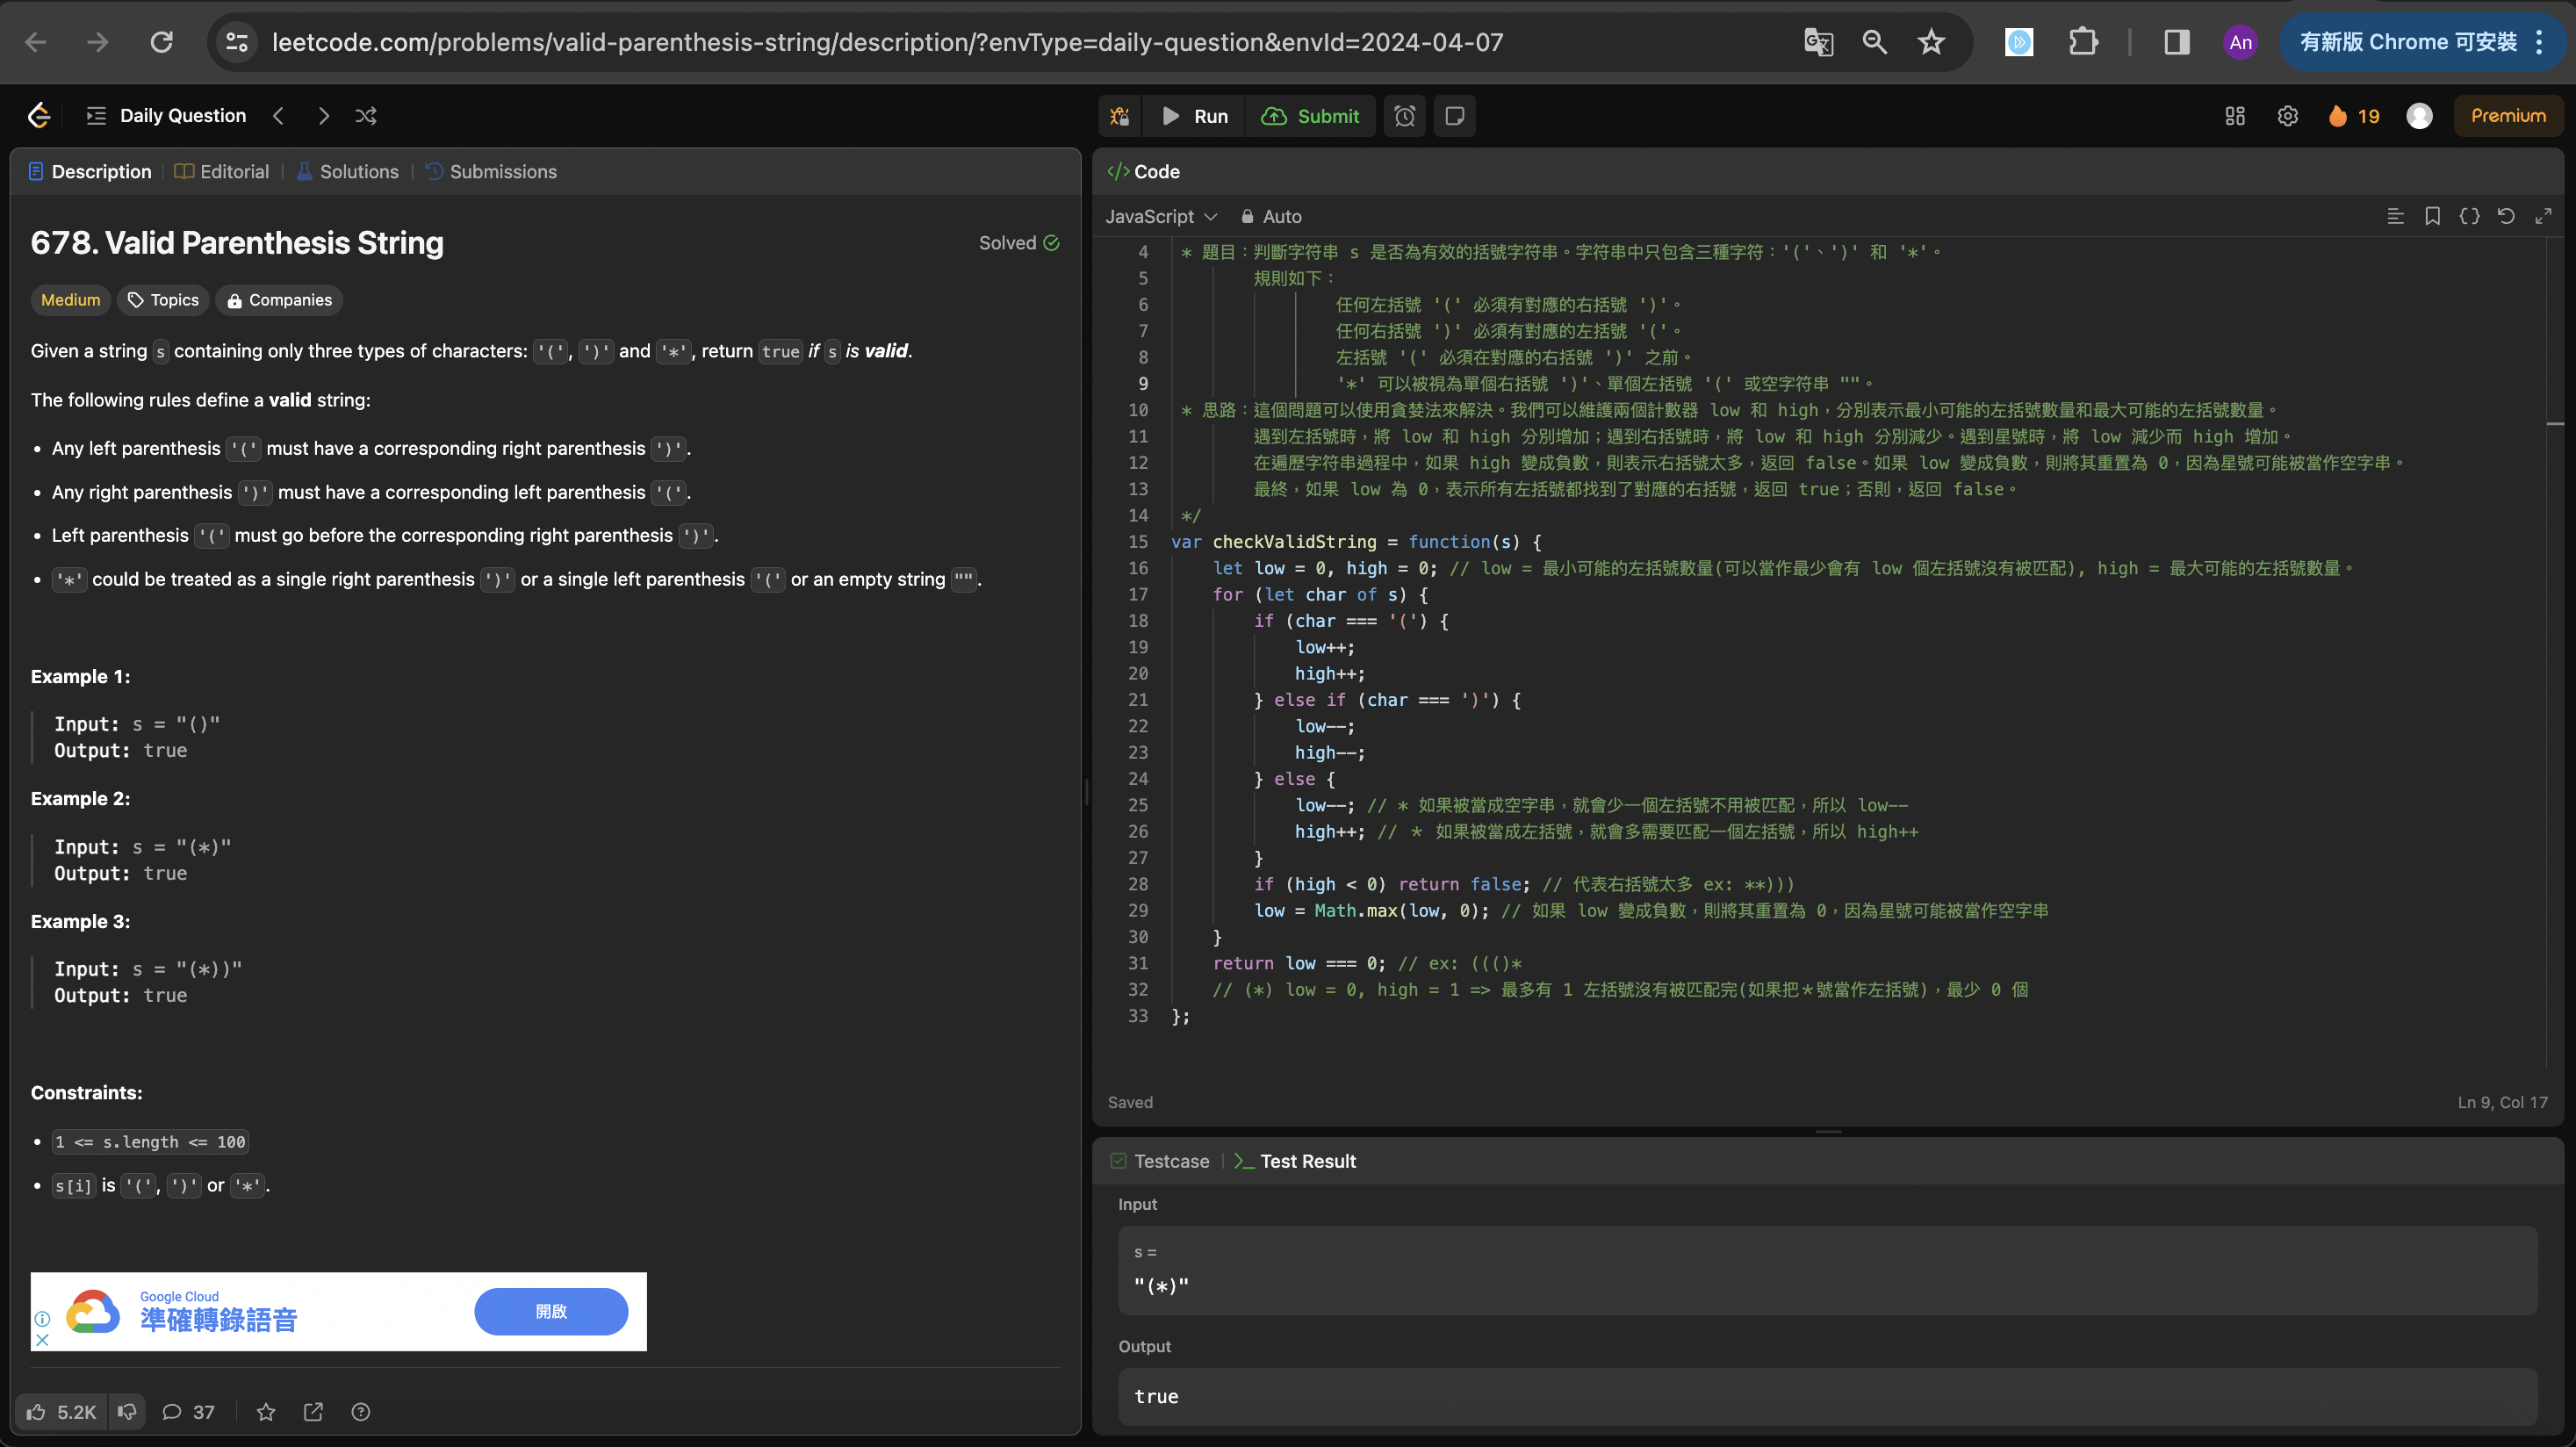 leetcode.com/problems/valid-parenthesis-string/description/?envType=daily-question&envId=2024-04-07
An
有新版 Chrome 可安裝
Daily Question
Run
Submit
19
Premium
Description
Editorial
Solutions
Submissions
678. Valid Parenthesis String
Solved
Medium
Topics
Companies
Given a string s containing only three types of characters: '(', ')' and '*', return true if s is valid.
The following rules define a valid string:
• Any left parenthesis '(' must have a corresponding right parenthesis ')'.
• Any right parenthesis ')' must have a corresponding left parenthesis '('.
• Left parenthesis '(' must go before the corresponding right parenthesis ')'.
• '*' could be treated as a single right parenthesis ')' or a single left parenthesis '(' or an empty string "".
Example 1:
Input: s = "()"
Output: true
Example 2:
Input: s = "(*)"
Output: true
Example 3:
Input: s = "(*))"
Output: true
Constraints:
• 1 <= s.length <= 100
• s[i] is '(', ')' or '*'.
Google Cloud
準確轉錄語音
開啟
5.2K
37
</> Code
JavaScript
Auto
4 * 題目：判斷字符串 s 是否為有效的括號字符串。字符串中只包含三種字符：'('、')' 和 '*'。
5 規則如下：
6 任何左括號 '(' 必須有對應的右括號 ')'。
7 任何右括號 ')' 必須有對應的左括號 '('。
8 左括號 '(' 必須在對應的右括號 ')' 之前。
9 '*' 可以被視為單個右括號 ')'、單個左括號 '(' 或空字符串 ""。
10 * 思路：這個問題可以使用貪婪法來解決。我們可以維護兩個計數器 low 和 high，分別表示最小可能的左括號數量和最大可能的左括號數量。
11 遇到左括號時，將 low 和 high 分別增加；遇到右括號時，將 low 和 high 分別減少。遇到星號時，將 low 減少而 high 增加。
12 在遍歷字符串過程中，如果 high 變成負數，則表示右括號太多，返回 false。如果 low 變成負數，則將其重置為 0，因為星號可能被當作空字串。
13 最終，如果 low 為 0，表示所有左括號都找到了對應的右括號，返回 true；否則，返回 false。
14 */
15 var checkValidString = function(s) {
16 let low = 0, high = 0; // low = 最小可能的左括號數量(可以當作最少會有 low 個左括號沒有被匹配), high = 最大可能的左括號數量。
17 for (let char of s) {
18 if (char === '(') {
19 low++;
20 high++;
21 } else if (char === ')') {
22 low--;
23 high--;
24 } else {
25 low--; // * 如果被當成空字串，就會少一個左括號不用被匹配，所以 low--
26 high++; // * 如果被當成左括號，就會多需要匹配一個左括號，所以 high++
27 }
28 if (high < 0) return false; // 代表右括號太多 ex: **)))
29 low = Math.max(low, 0); // 如果 low 變成負數，則將其重置為 0，因為星號可能被當作空字串
30 }
31 return low === 0; // ex: ((()*
32 // (*) low = 0, high = 1 => 最多有 1 左括號沒有被匹配完(如果把*號當作左括號)，最少 0 個
33 };
Saved
Ln 9, Col 17
Testcase
Test Result
Input
s =
"(*)"
Output
true